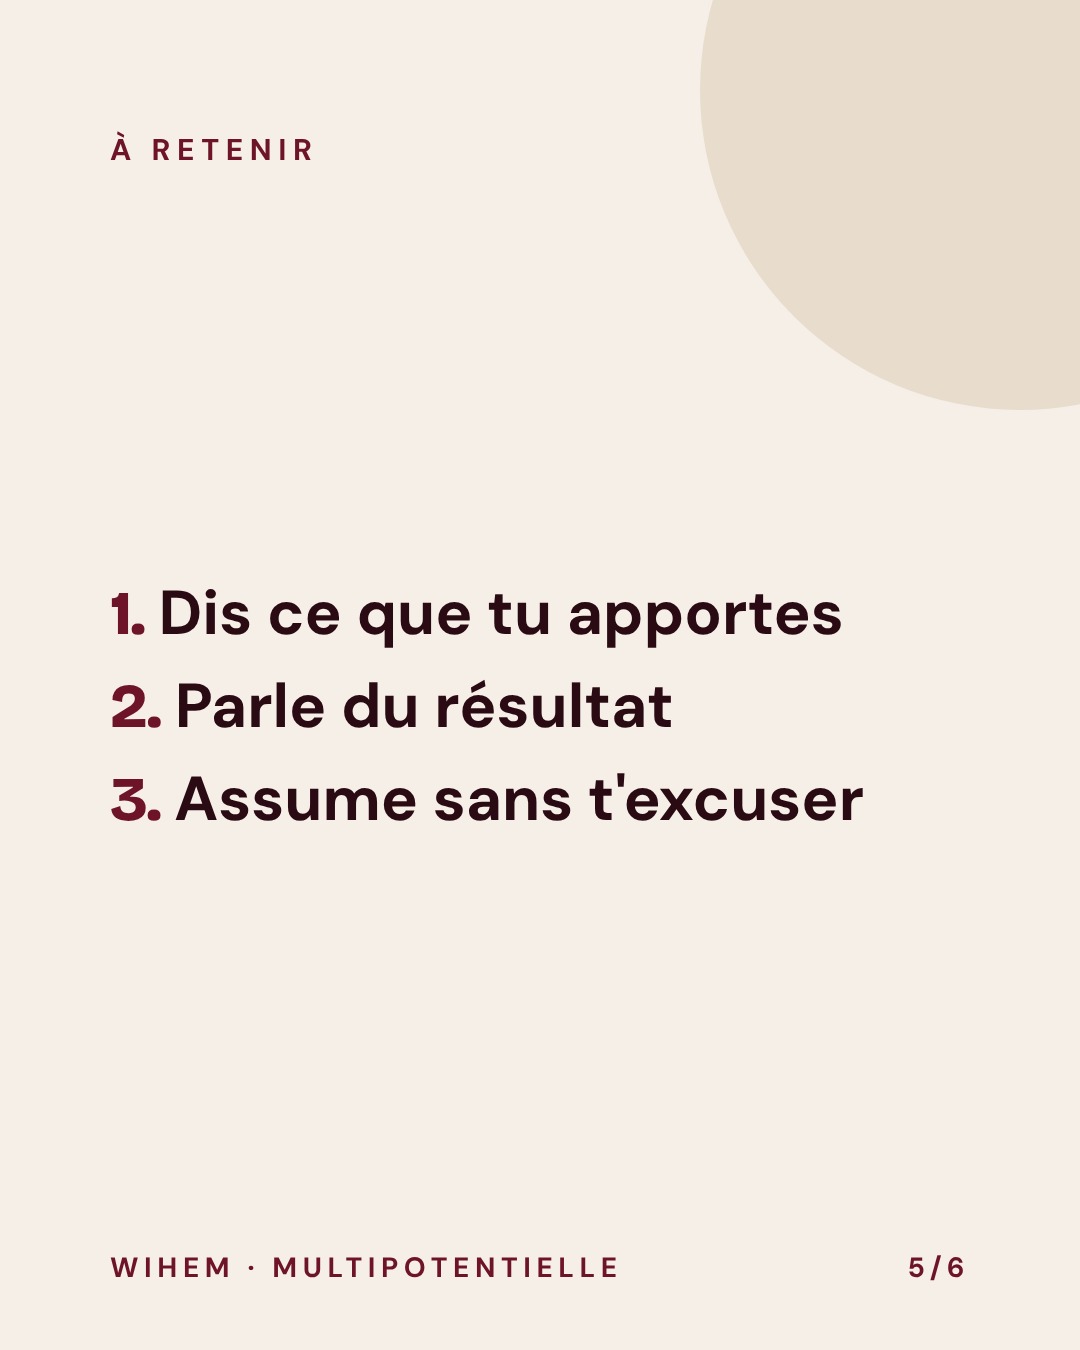 À RETENIR
1. Dis ce que tu apportes
2. Parle du résultat
3. Assume sans t'excuser
WIHEM · MULTIPOTENTIELLE
5/6